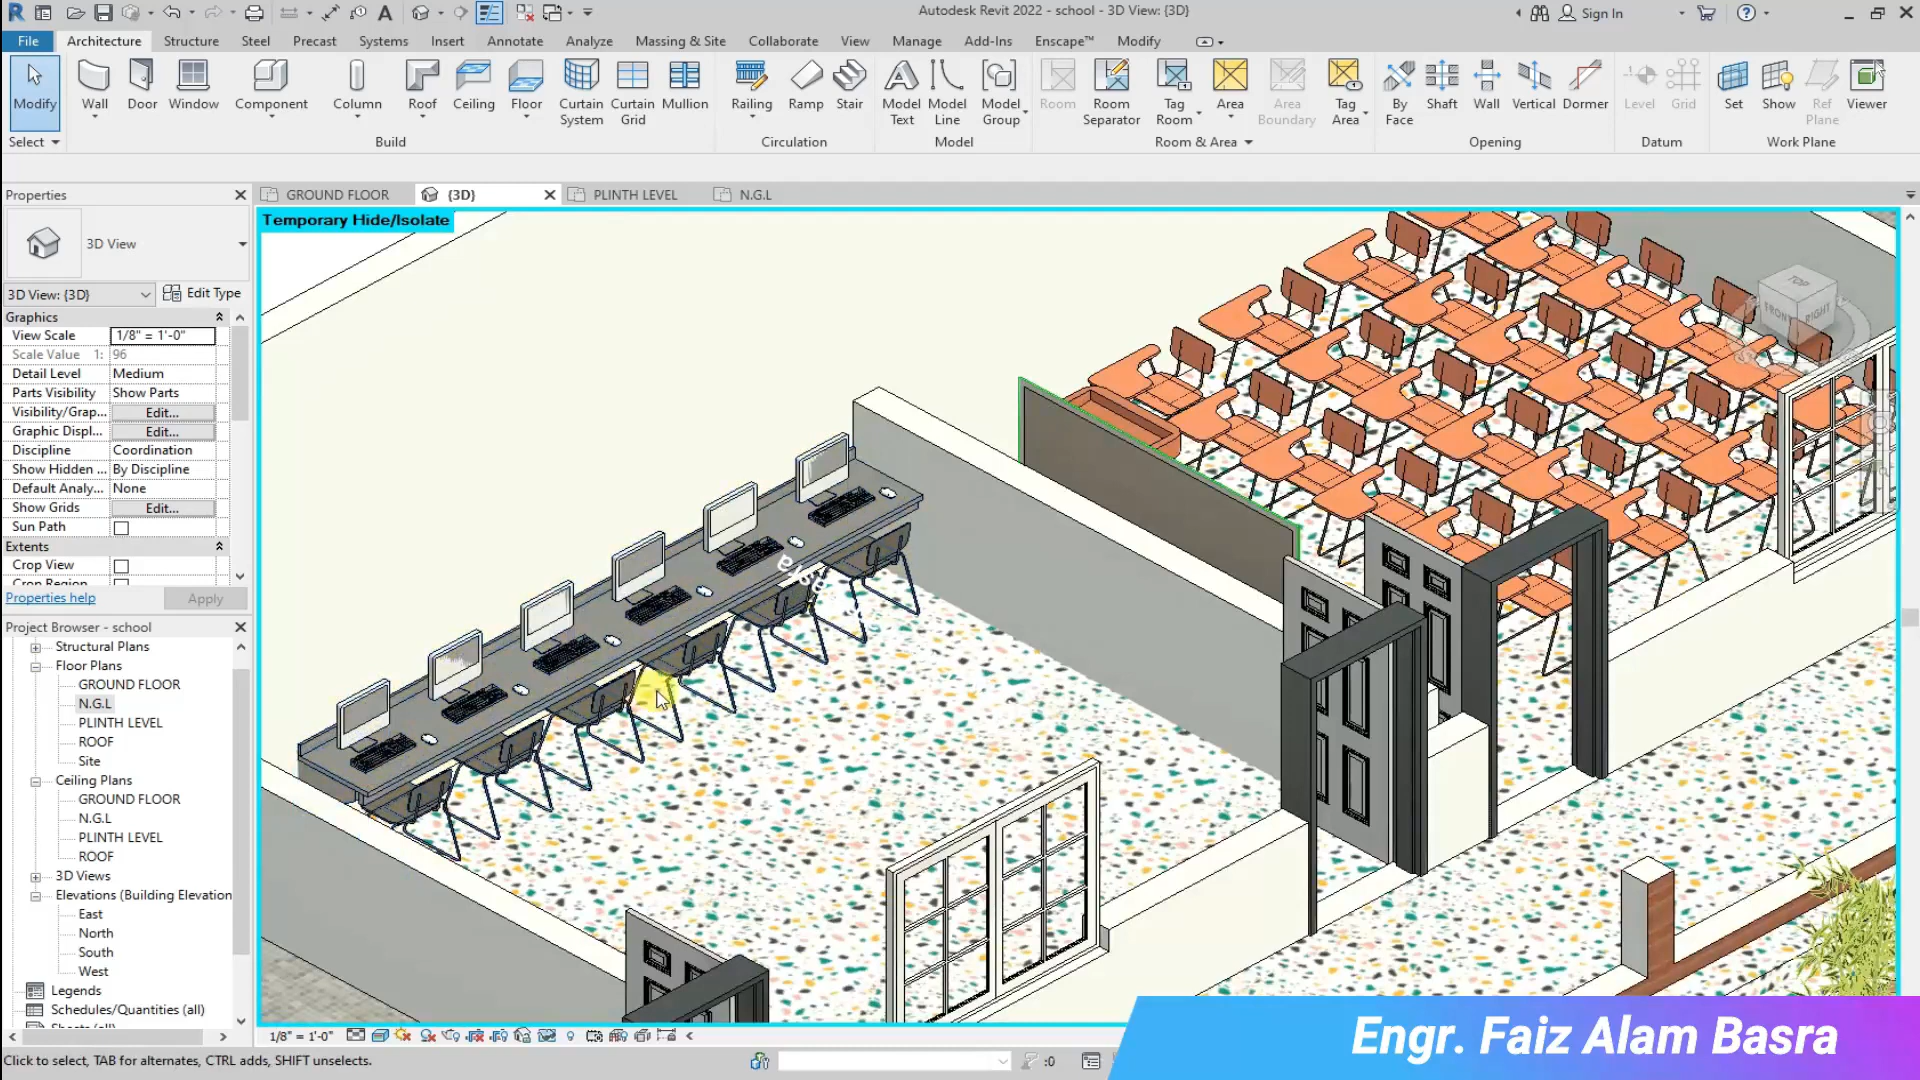 Autodesk Revit 2022 - school - 3D View: {3D}
Sign In
File
Architecture
Structure
Steel
Precast
Systems
Insert
Annotate
Analyze
Massing & Site
Collaborate
View
Manage
Add-Ins
Enscape™
Modify
Modify
Wall
Door
Window
Component
Column
Roof
Ceiling
Floor
Curtain System
Curtain Grid
Mullion
Railing
Ramp
Stair
Model Text
Model Line
Model Group
Room
Room Separator
Tag Room
Area
Area Boundary
Tag Area
By Face
Shaft
Wall
Vertical
Dormer
Level
Grid
Set
Show
Ref Plane
Viewer
Select
Build
Circulation
Model
Room & Area
Opening
Datum
Work Plane
Properties
GROUND FLOOR
{3D}
PLINTH LEVEL
N.G.L
Temporary Hide/Isolate
3D View
3D View: {3D}
Edit Type
Graphics
View Scale 1/8" = 1'-0"
Scale Value 1: 96
Detail Level Medium
Parts Visibility Show Parts
Visibility/Grap... Edit...
Graphic Displ... Edit...
Discipline Coordination
Show Hidden ... By Discipline
Default Analy... None
Show Grids Edit...
Sun Path
Extents
Crop View
Crop Region
Properties help
Apply
Project Browser - school
Structural Plans
Floor Plans
GROUND FLOOR
N.G.L
PLINTH LEVEL
ROOF
Site
Ceiling Plans
GROUND FLOOR
N.G.L
PLINTH LEVEL
ROOF
3D Views
Elevations (Building Elevation
East
North
South
West
Legends
Schedules/Quantities (all)
Sheets (all)
TOP
FRONT
RIGHT
1/8" = 1'-0"
Click to select, TAB for alternates, CTRL adds, SHIFT unselects.
:0
Engr. Faiz Alam Basra